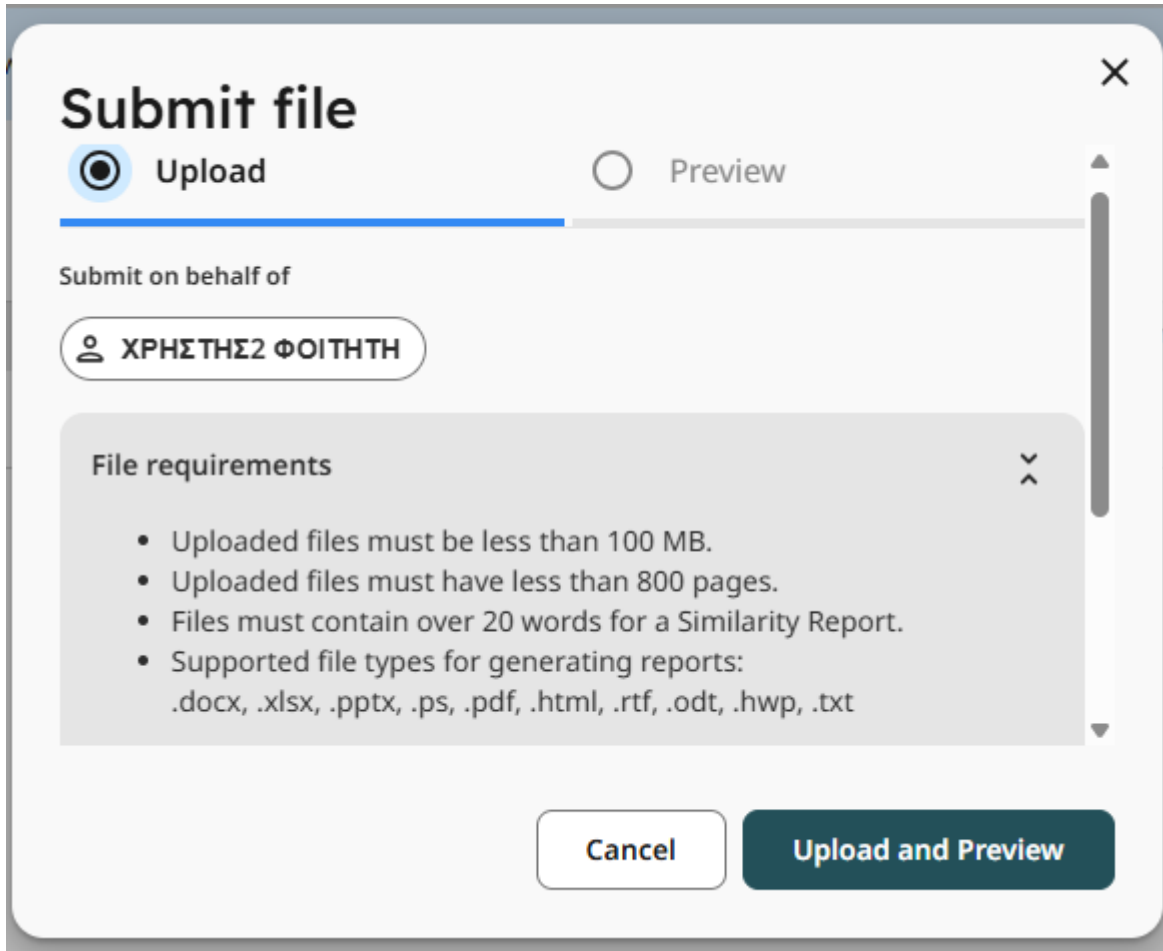 Submit file
Upload
Preview
Submit on behalf of
ΧΡΗΣΤΗΣ2 ΦΟΙΤΗΤΗ
File requirements
• Uploaded files must be less than 100 MB.
• Uploaded files must have less than 800 pages.
• Files must contain over 20 words for a Similarity Report.
• Supported file types for generating reports:
.docx, .xlsx, .pptx, .ps, .pdf, .html, .rtf, .odt, .hwp, .txt
Cancel
Upload and Preview